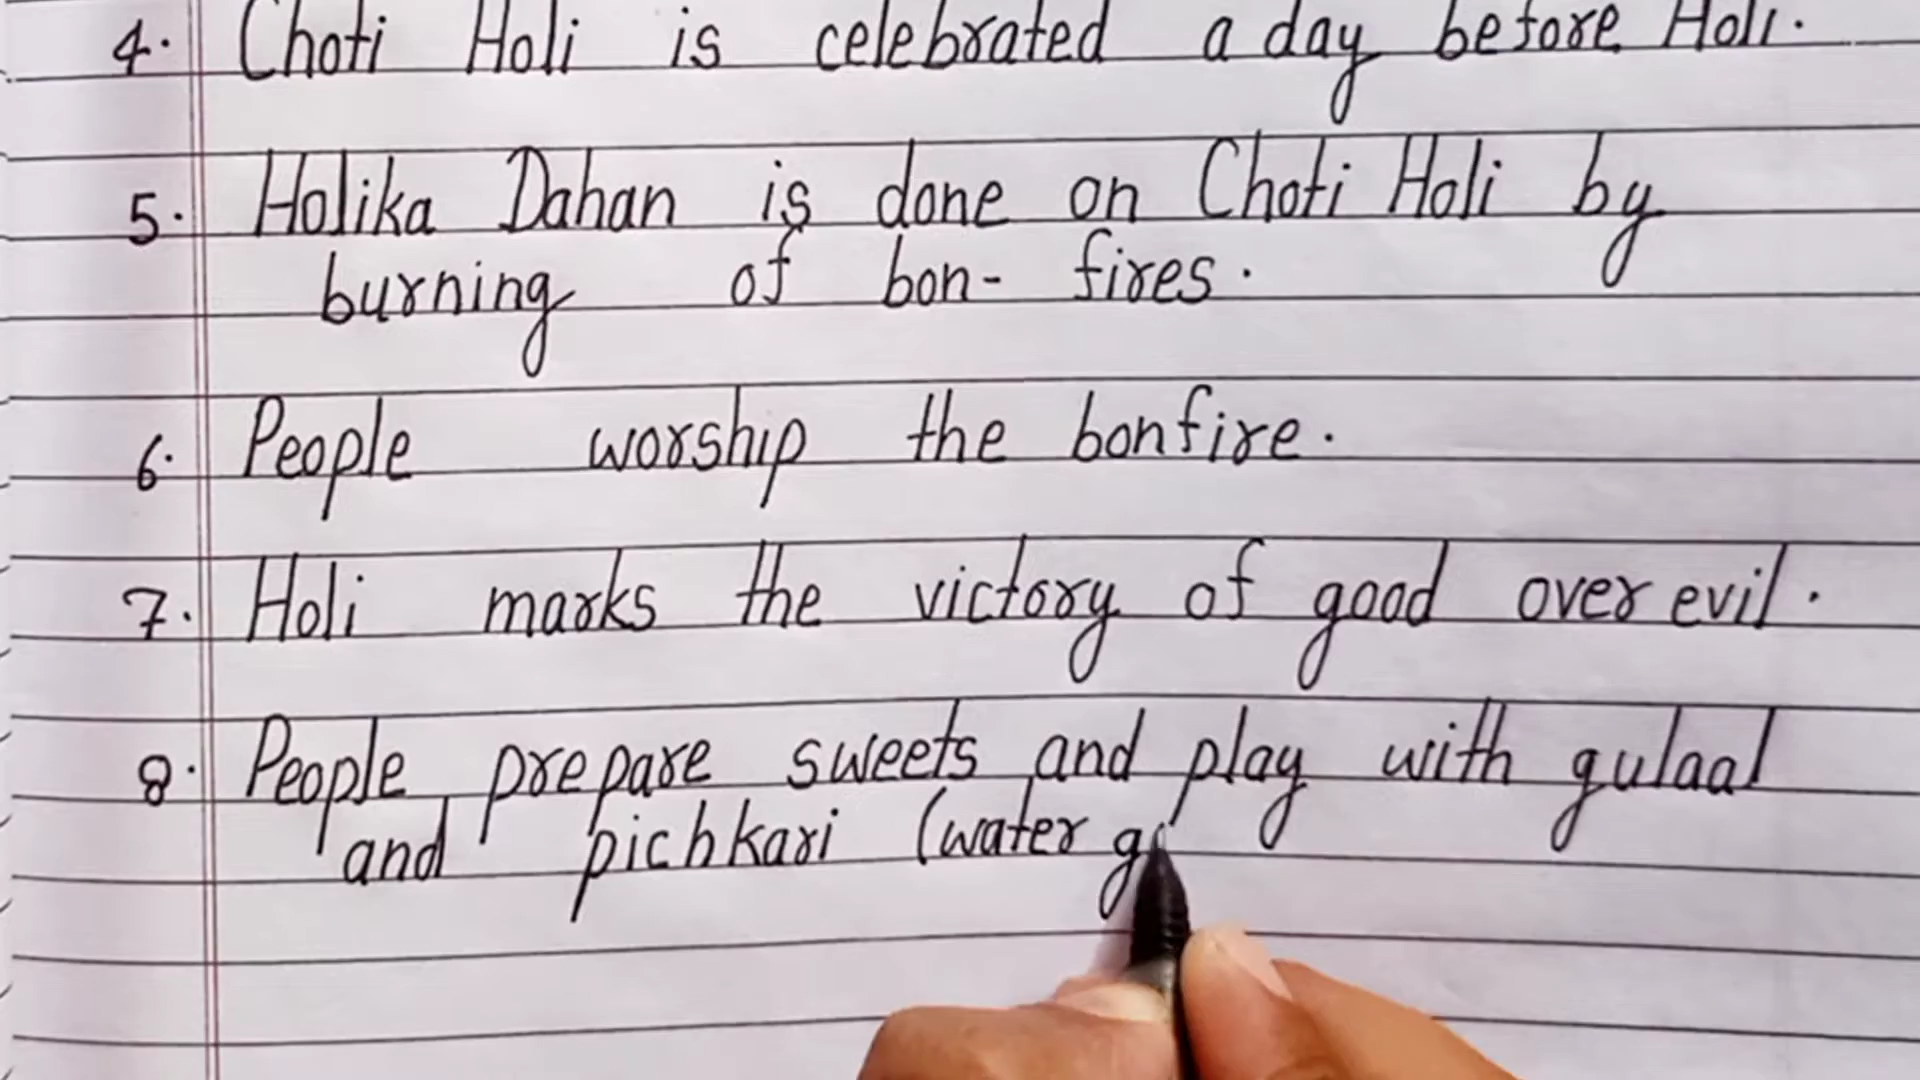 4. Choti Holi is celebrated a day before Holi.
5. Holika Dahan is done on Choti Holi by
burning of bon- fires.
6. People worship the bonfire.
7. Holi marks the victory of good over evil.
8. People prepare sweets and play with gulaal
and pichkari (water